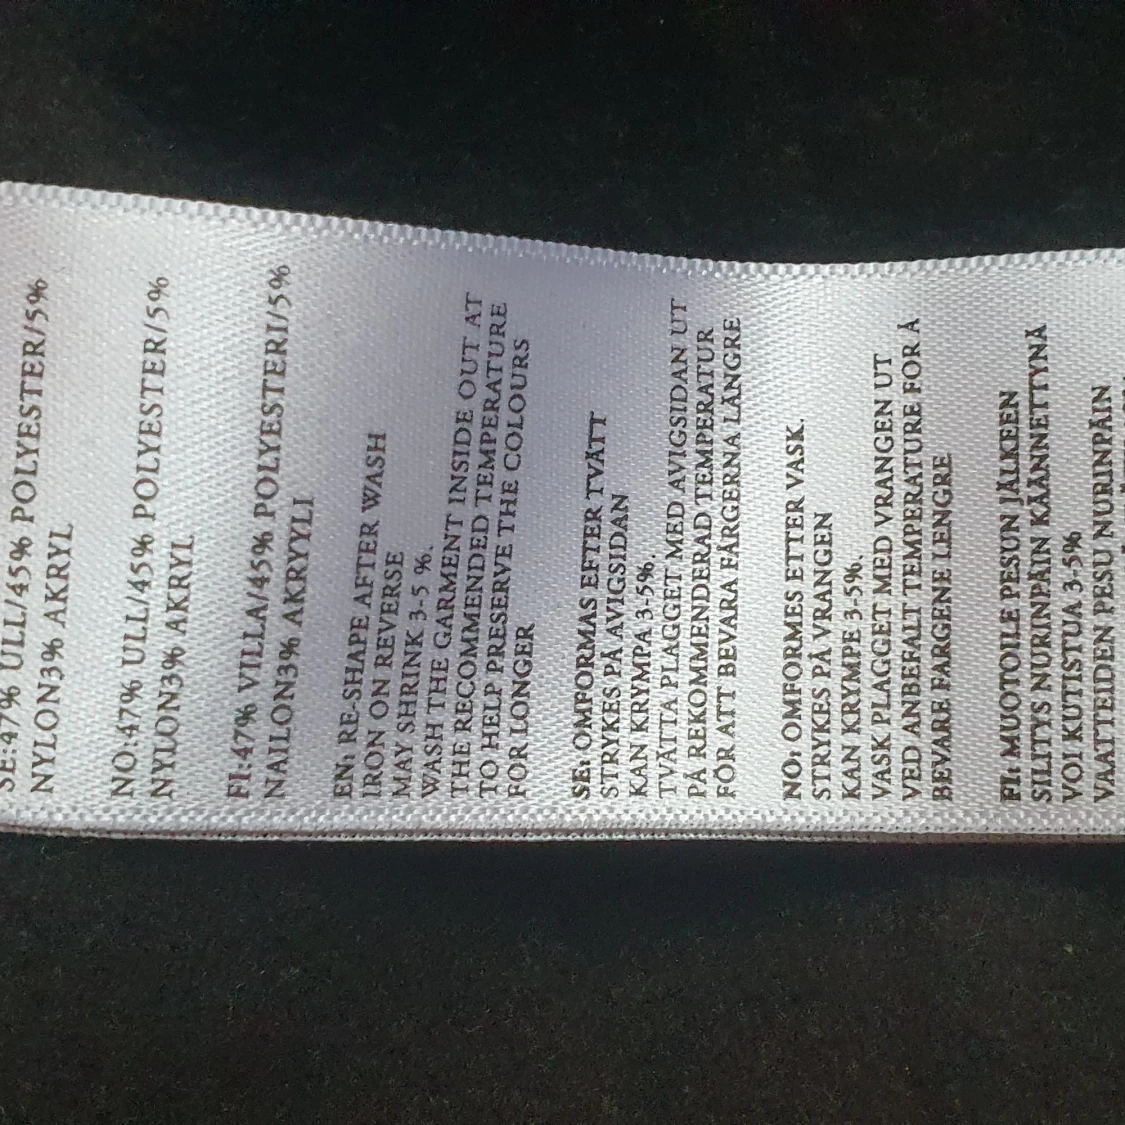 SE:47% ULL/45% POLYESTER/5%
NYLON3% AKRYL
NO:47% ULL/45% POLYESTER/5%
NYLON3% AKRYL
FI:47% VILLA/45% POLYESTERI/5%
NAILON3% AKRYYLI
EN: RE-SHAPE AFTER WASH
IRON ON REVERSE
MAY SHRINK 3-5 %.
WASH THE GARMENT INSIDE OUT AT
THE RECOMMENDED TEMPERATURE
TO HELP PRESERVE THE COLOURS
FOR LONGER
SE: OMFORMAS EFTER TVÄTT
STRYKES PÅ AVIGSIDAN
KAN KRYMPA 3-5%.
TVÄTTA PLAGGET MED AVIGSIDAN UT
PÅ REKOMMENDERAD TEMPERATUR
FÖR ATT BEVARA FÄRGERNA LÄNGRE
NO: OMFORMES ETTER VASK.
STRYKES PÅ VRANGEN
KAN KRYMPE 3-5%.
VASK PLAGGET MED VRANGEN UT
VED ANBEFALT TEMPERATURE FOR Å
BEVARE FARGENE LENGRE
FI: MUOTOILE PESUN JÄLKEEN
SILITYS NURINPÄIN KÄÄNNETTYNÄ
VOI KUTISTUA 3-5%
VAATTEIDEN PESU NURINPÄIN